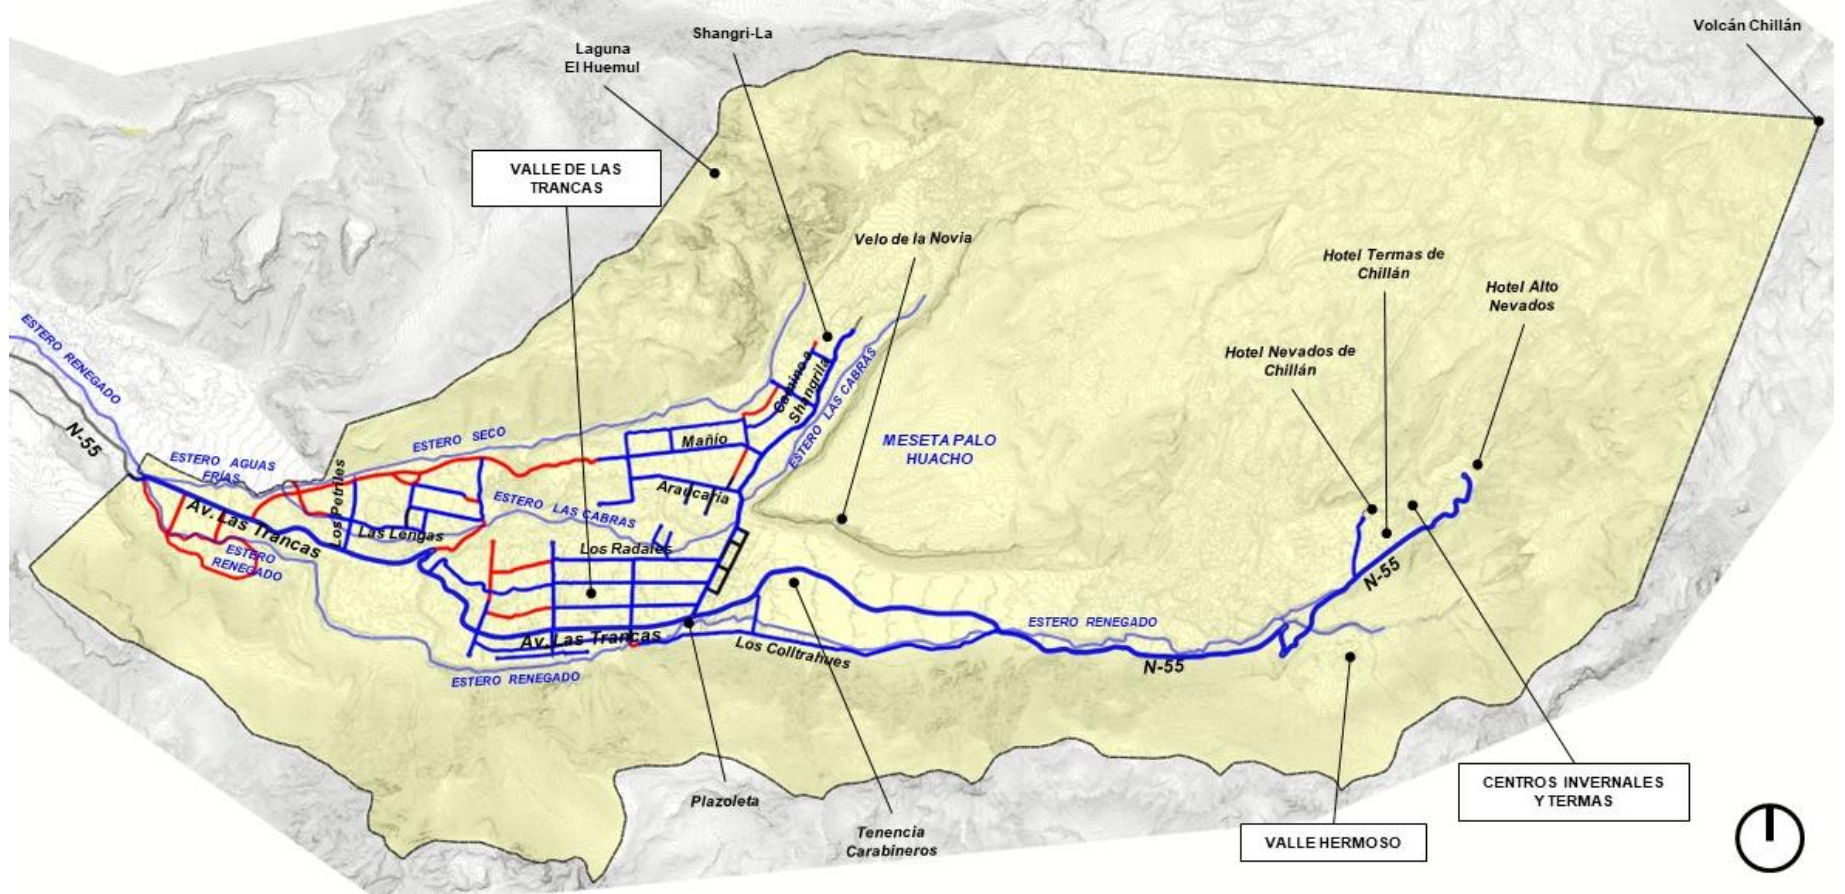 Volcán Chillán
Shangri-La
Laguna
El Huemul
VALLE DE LAS
TRANCAS
Velo de la Novia
Hotel Termas de
Chillán
Hotel Alto
Nevados
Hotel Nevados de
Chillán
ESTERO RENEGADO
N-55
ESTERO SECO
Camino a
Shangrila
ESTERO LAS CABRAS
Mañío
MESETA PALO
HUACHO
ESTERO AGUAS
FRÍAS
Los Petriles
Araucaria
ESTERO LAS CABRAS
Av. Las Trancas
Las Lengas
Los Radales
ESTERO
RENEGADO
N-55
ESTERO RENEGADO
Av. Las Trancas
Los Colltrahues
N-55
ESTERO RENEGADO
Plazoleta
Tenencia
Carabineros
CENTROS INVERNALES
Y TERMAS
VALLE HERMOSO